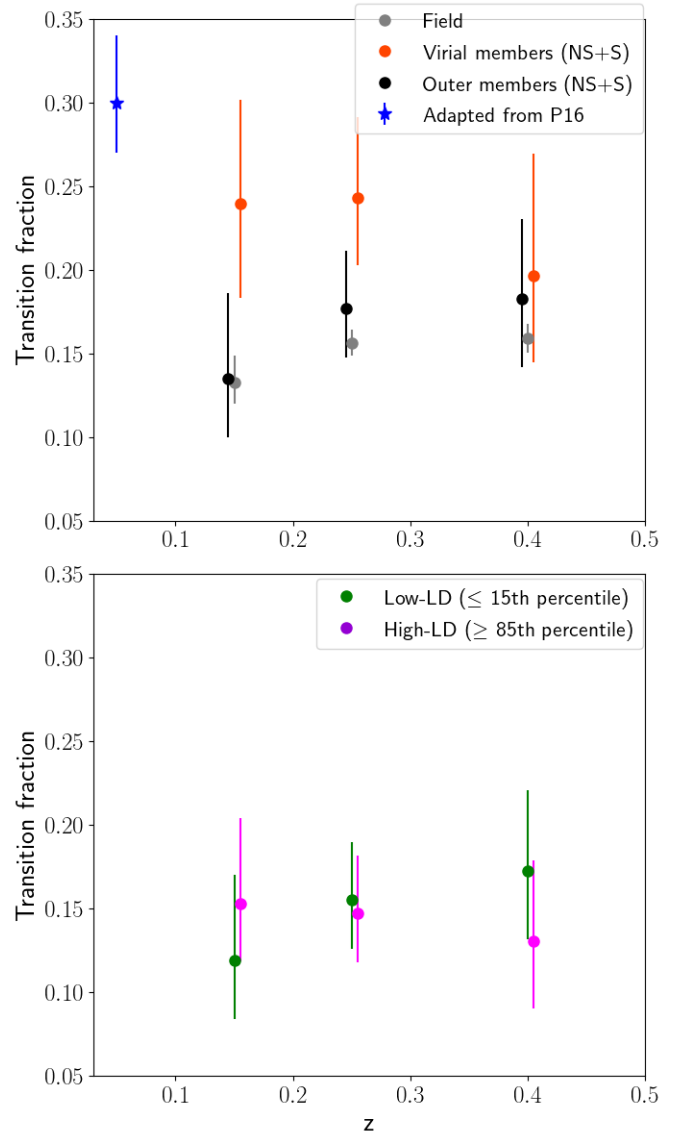 0.35
0.30
0.25
0.20
0.15
0.10
0.05
Transition fraction
Field
Virial members (NS+S)
Outer members (NS+S)
Adapted from P16
0.1 0.2 0.3 0.4 0.5
0.35
0.30
0.25
0.20
0.15
0.10
0.05
Transition fraction
Low-LD (≤ 15th percentile)
High-LD (≥ 85th percentile)
0.1 0.2 0.3 0.4 0.5
z